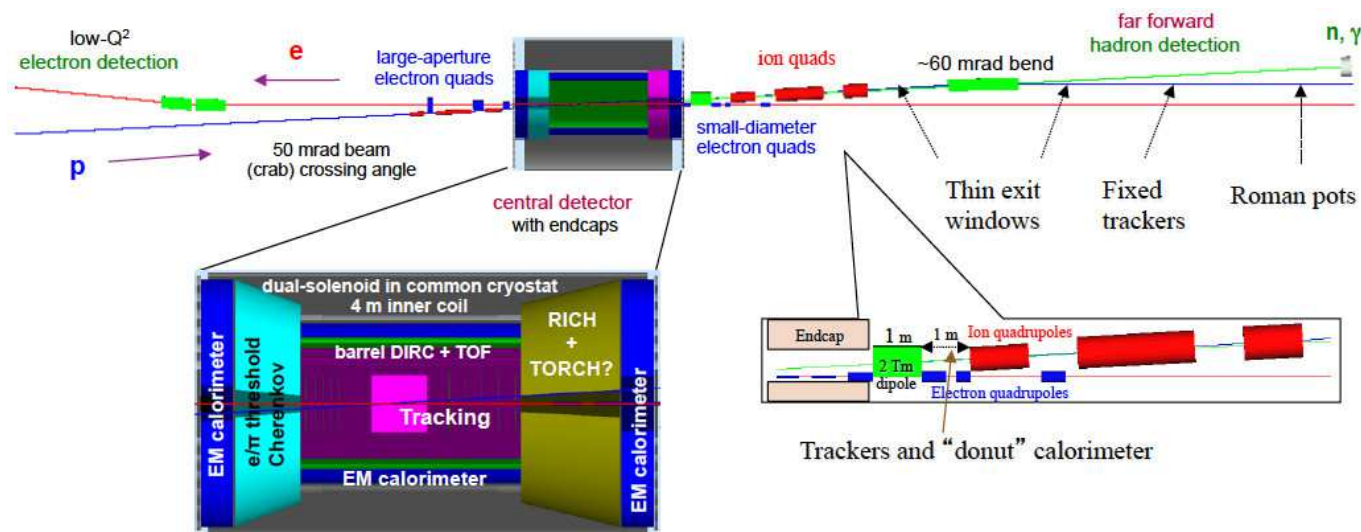 low-Q²
electron detection
e
large-aperture
electron quads
p
50 mrad beam
(crab) crossing angle
central detector
with endcaps
ion quads
small-diameter
electron quads
~60 mrad bend
far forward
hadron detection
n, γ
Thin exit
windows
Fixed
trackers
Roman pots
dual-solenoid in common cryostat
4 m inner coil
barrel DIRC + TOF
EM calorimeter
e/π threshold
Cherenkov
Tracking
EM calorimeter
RICH
+
TORCH?
EM calorimeter
Endcap
1 m
1 m
Ion quadrupoles
2 Tm
dipole
Electron quadrupoles
Trackers and “donut” calorimeter